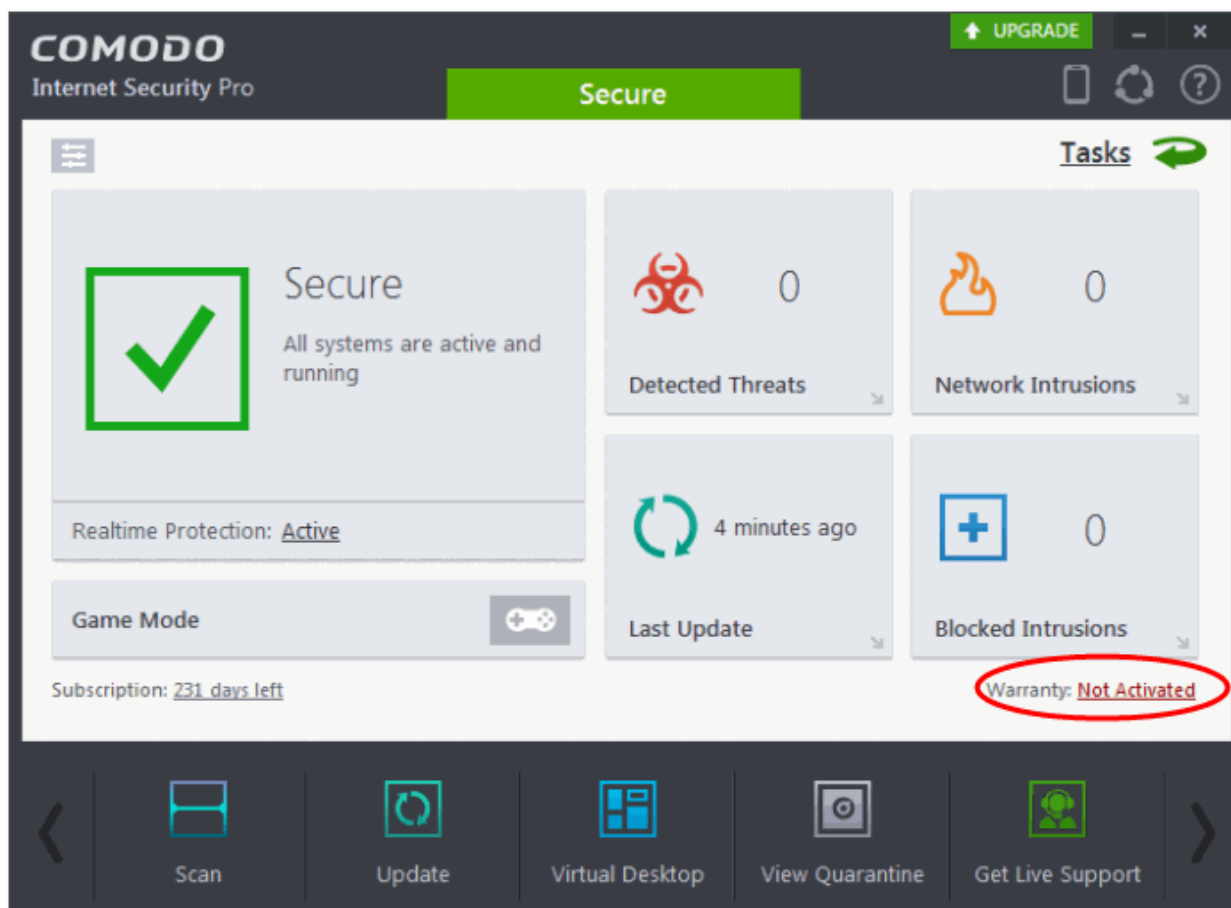 COMODO
Internet Security Pro
UPGRADE
Secure
Tasks
Secure
All systems are active and
running
Realtime Protection: Active
Game Mode
0
Detected Threats
0
Network Intrusions
4 minutes ago
Last Update
0
Blocked Intrusions
Subscription: 231 days left
Warranty: Not Activated
Scan
Update
Virtual Desktop
View Quarantine
Get Live Support